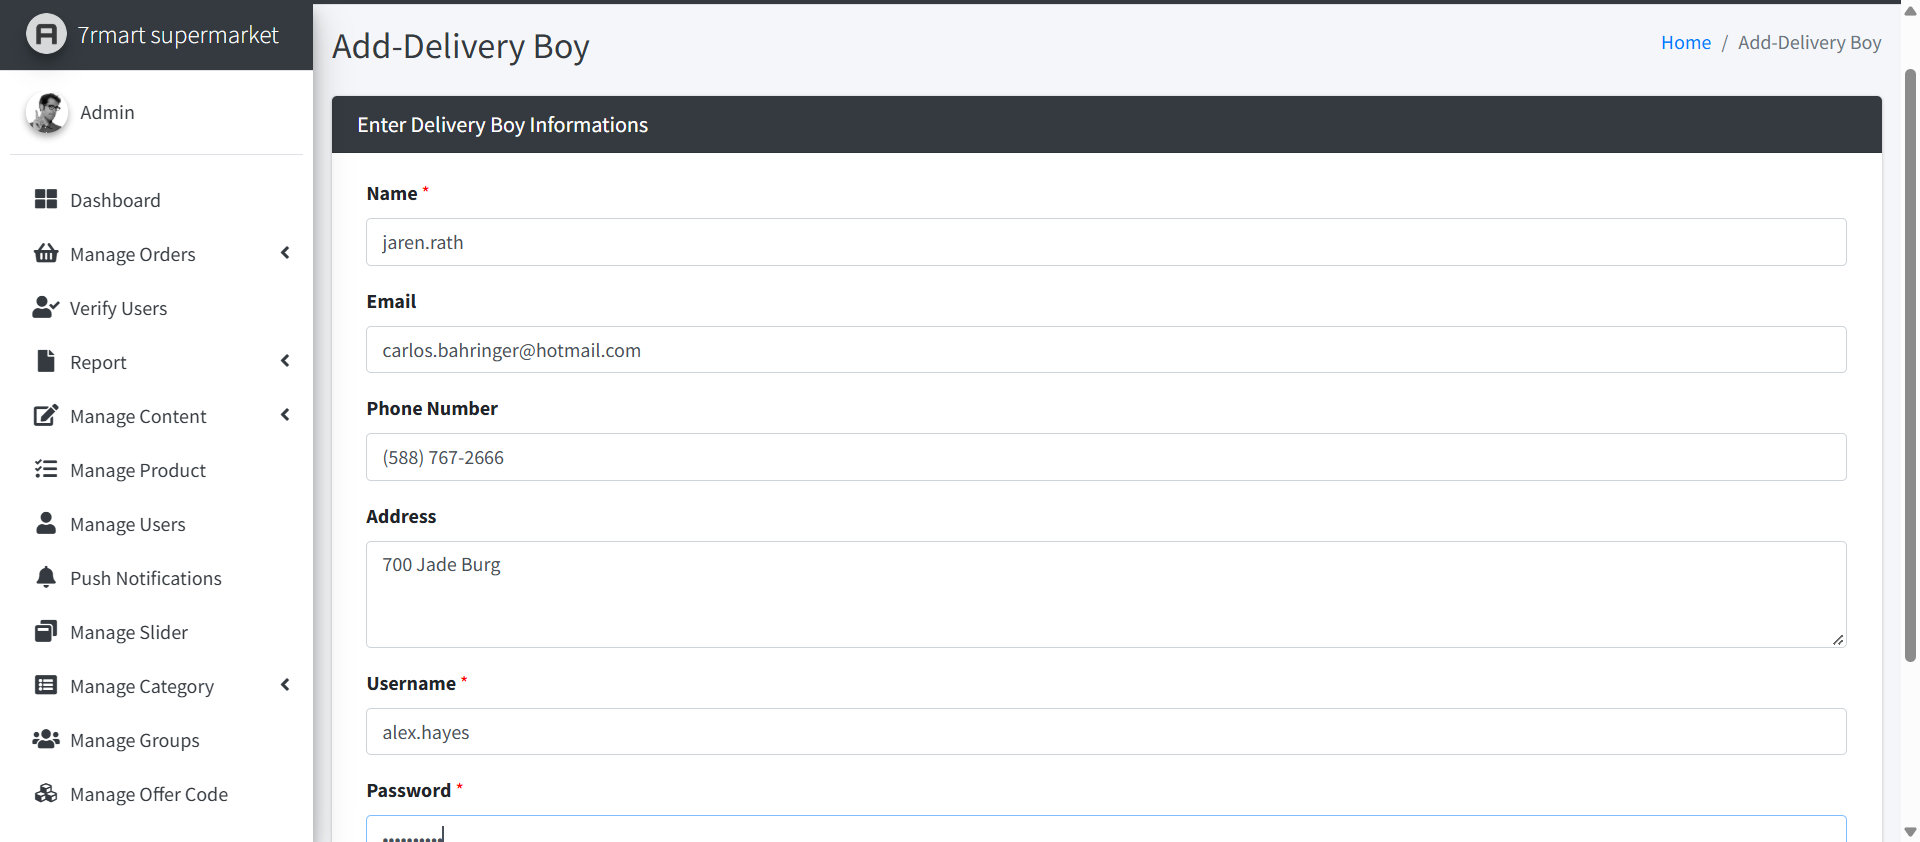 7rmart supermarket
Admin
Dashboard
Manage Orders
Verify Users
Report
Manage Content
Manage Product
Manage Users
Push Notifications
Manage Slider
Manage Category
Manage Groups
Manage Offer Code
Add-Delivery Boy
Home / Add-Delivery Boy
Enter Delivery Boy Informations
Name *
jaren.rath
Email
carlos.bahringer@hotmail.com
Phone Number
(588) 767-2666
Address
700 Jade Burg
Username *
alex.hayes
Password *